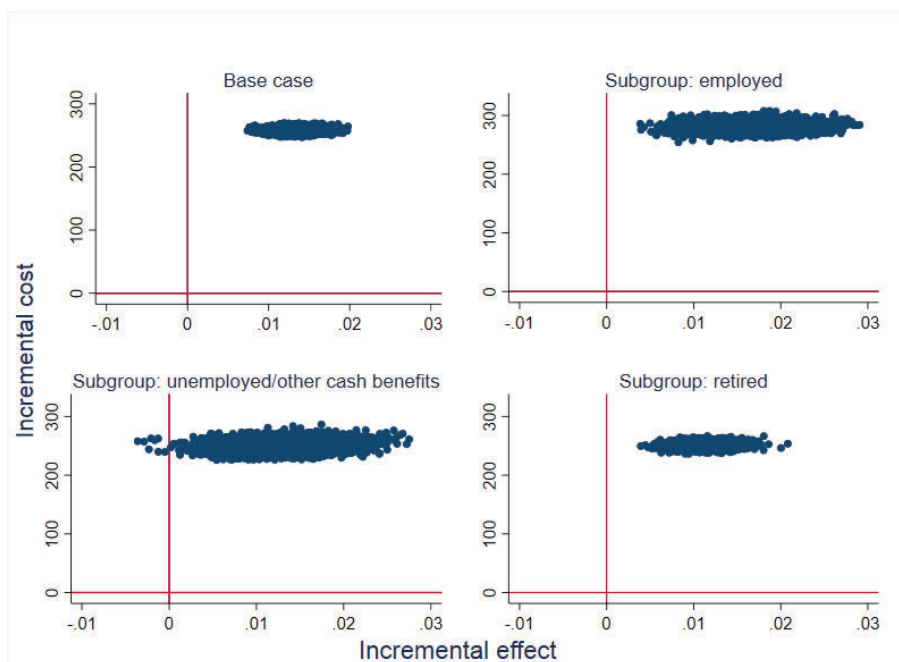 Base case
Subgroup: employed
300
200
100
0
-.01 0 .01 .02 .03
300
200
100
0
-.01 0 .01 .02 .03
Incremental cost
Subgroup: unemployed/other cash benefits
Subgroup: retired
300
200
100
0
-.01 0 .01 .02 .03
300
200
100
0
-.01 0 .01 .02 .03
Incremental effect